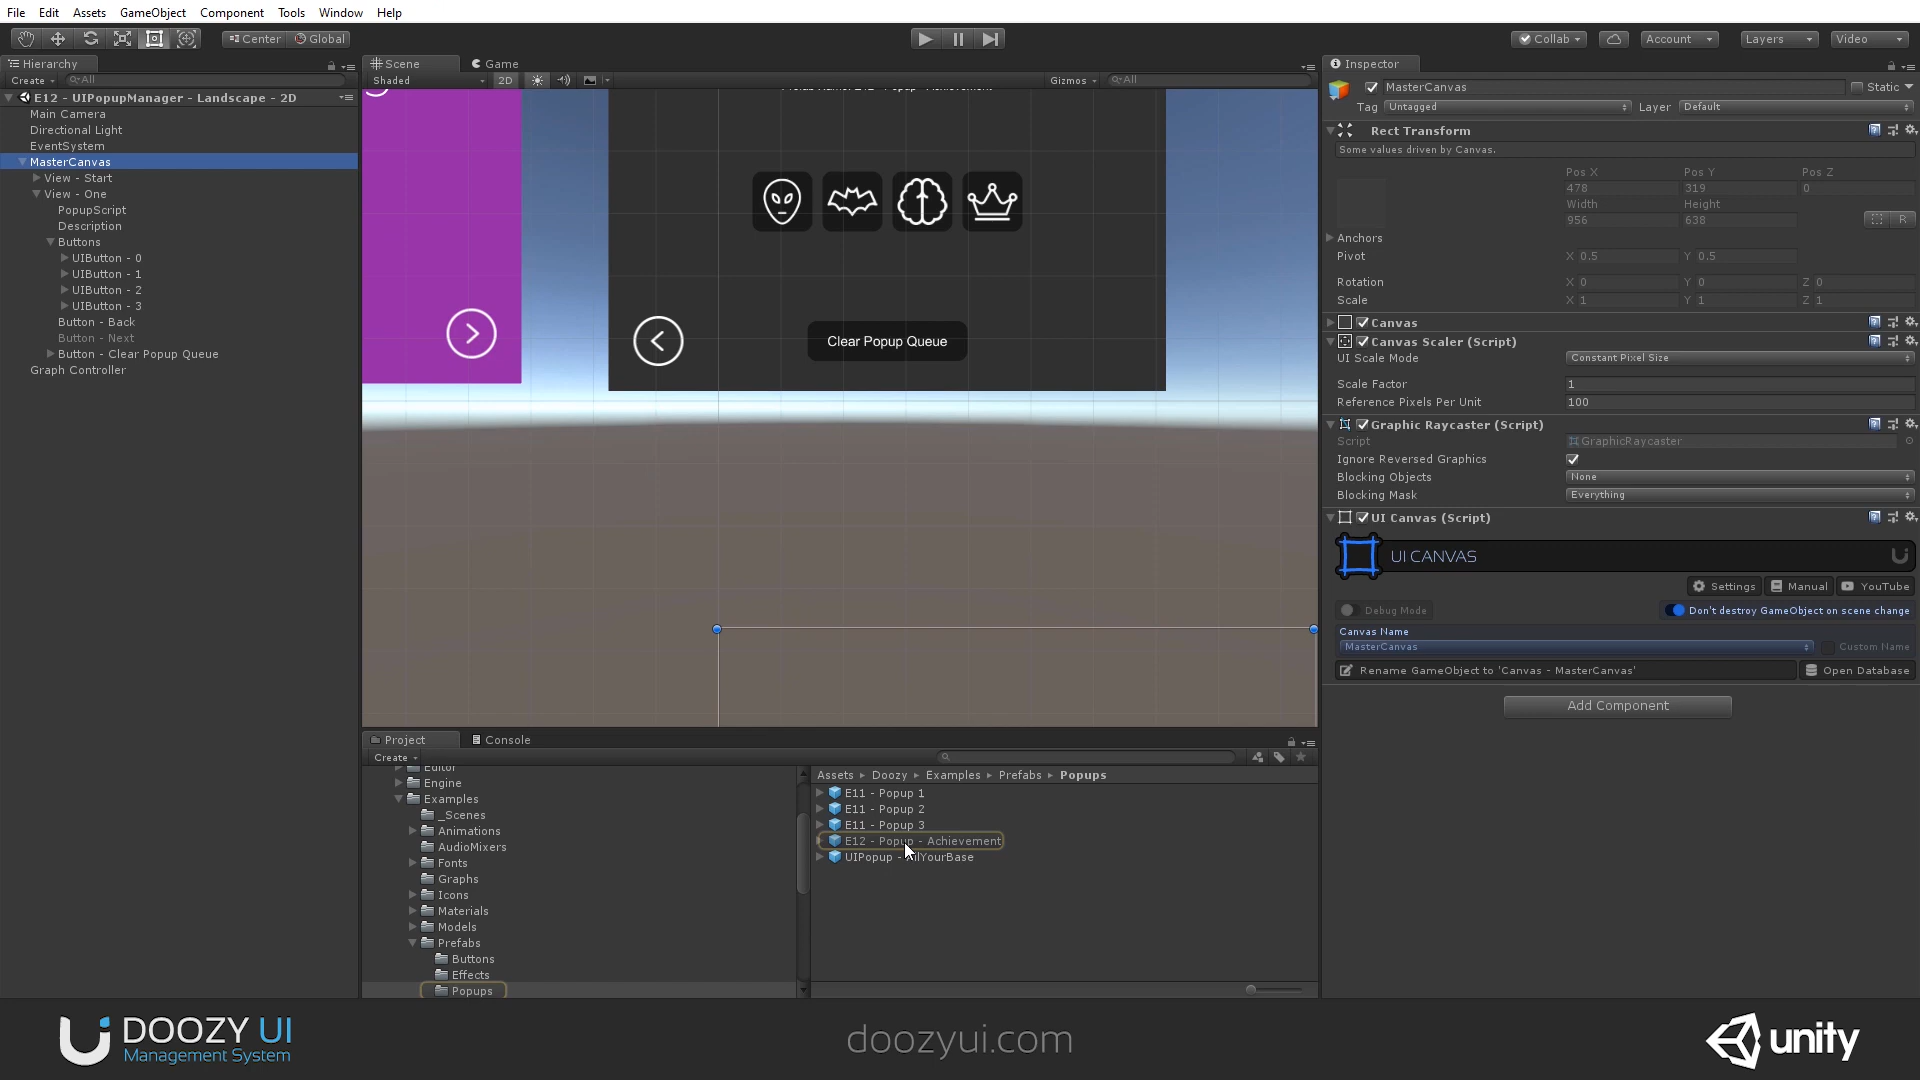 File Edit Assets GameObject Component Tools Window Help
Center Global Collab Account Layers Video
Hierarchy
Create All
E12 - UIPopupManager - Landscape - 2D
Main Camera
Directional Light
EventSystem
MasterCanvas
View - Start
View - One
PopupScript
Description
Buttons
UIButton - 0
UIButton - 1
UIButton - 2
UIButton - 3
Button - Back
Button - Next
Button - Clear Popup Queue
Graph Controller
Scene Game
Shaded 2D Gizmos All
Clear Popup Queue
Project Console
Create
Editor
Engine
Examples
_Scenes
Animations
AudioMixers
Fonts
Graphs
Icons
Materials
Models
Prefabs
Buttons
Effects
Popups
Assets Doozy Examples Prefabs Popups
E11 - Popup 1
E11 - Popup 2
E11 - Popup 3
E12 - Popup - Achievement
UIPopup - YourBase
Inspector
MasterCanvas Static
Tag Untagged Layer Default
Rect Transform
Some values driven by Canvas.
Pos X Pos Y Pos Z
478 319 0
Width Height
956 638 R
Anchors
Pivot X 0.5 Y 0.5
Rotation X 0 Y 0 Z 0
Scale X 1 Y 1 Z 1
Canvas
Canvas Scaler (Script)
UI Scale Mode Constant Pixel Size
Scale Factor 1
Reference Pixels Per Unit 100
Graphic Raycaster (Script)
Script GraphicRaycaster
Ignore Reversed Graphics
Blocking Objects None
Blocking Mask Everything
UI Canvas (Script)
UI CANVAS
Settings Manual YouTube
Debug Mode Don't destroy GameObject on scene change
Canvas Name
MasterCanvas Custom Name
Rename GameObject to 'Canvas - MasterCanvas' Open Database
Add Component
DOOZY UI
Management System
doozyui.com
unity